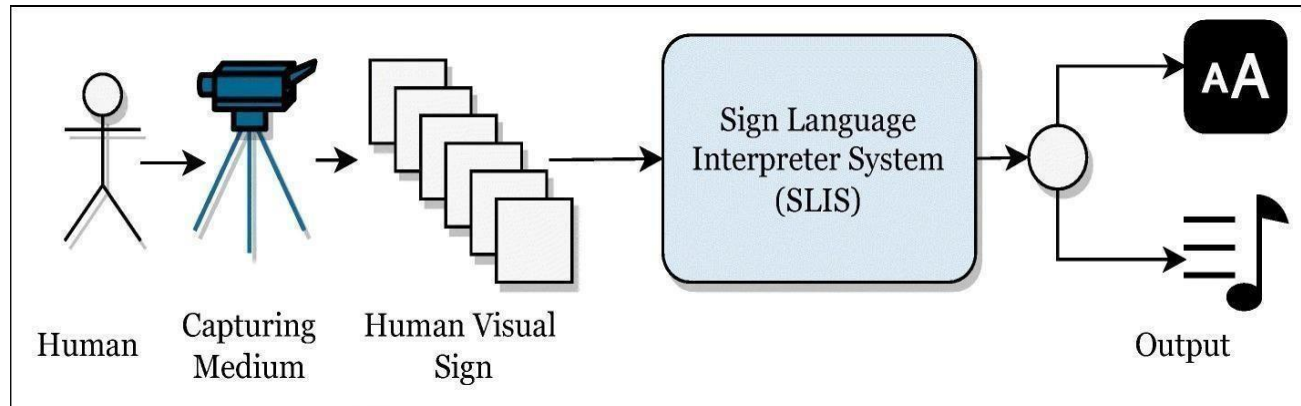 Human
Capturing
Medium
Human Visual
Sign
Sign Language
Interpreter System
(SLIS)
AA
Output